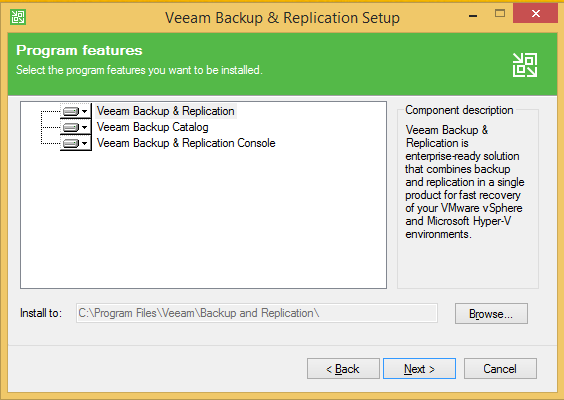 Veeam Backup & Replication Setup
Program features
Select the program features you want to be installed.
Veeam Backup & Replication
Veeam Backup Catalog
Veeam Backup & Replication Console
Component description
Veeam Backup &
Replication is
enterprise-ready solution
that combines backup
and replication in a single
product for fast recovery
of your VMware vSphere
and Microsoft Hyper-V
environments.
Install to: C:\Program Files\Veeam\Backup and Replication\ Browse...
< Back Next > Cancel